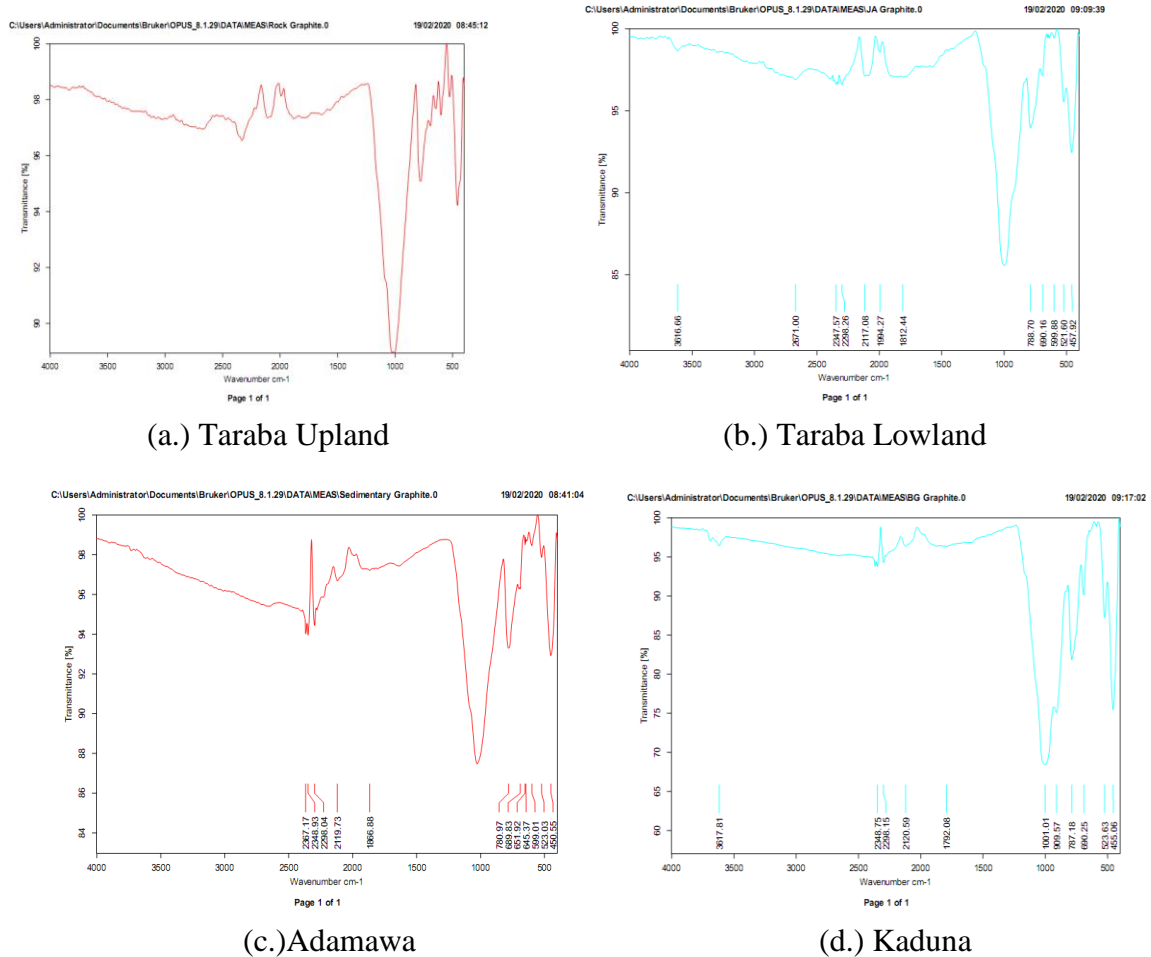 C:\Users\Administrator\Documents\Bruker\OPUS_8.1.29\DATA\MEAS\Rock Graphite.0 19/02/2020 08:45:12
Transmittance [%]
100
98
96
94
92
90
4000 3500 3000 2500 2000 1500 1000 500
Wavenumber cm-1
Page 1 of 1
(a.) Taraba Upland
C:\Users\Administrator\Documents\Bruker\OPUS_8.1.29\DATA\MEAS\JA Graphite.0 19/02/2020 09:09:39
Transmittance [%]
100
95
90
85
3616.66 2671.00 2347.57 2298.26 2117.08 1994.27 1812.44 788.70 690.16 599.88 521.60 457.92
4000 3500 3000 2500 2000 1500 1000 500
Wavenumber cm-1
Page 1 of 1
(b.) Taraba Lowland
C:\Users\Administrator\Documents\Bruker\OPUS_8.1.29\DATA\MEAS\Sedimentary Graphite.0 19/02/2020 08:41:04
Transmittance [%]
100
98
96
94
92
90
88
86
84
2367.17 2348.93 2298.04 2119.73 1866.88 780.97 689.83 651.92 645.37 599.01 523.03 450.55
4000 3500 3000 2500 2000 1500 1000 500
Wavenumber cm-1
Page 1 of 1
(c.)Adamawa
C:\Users\Administrator\Documents\Bruker\OPUS_8.1.29\DATA\MEAS\BG Graphite.0 19/02/2020 09:17:02
Transmittance [%]
100
95
90
85
80
75
70
65
60
3617.81 2348.75 2298.15 2120.59 1792.08 1001.01 909.57 787.18 690.25 523.63 455.06
4000 3500 3000 2500 2000 1500 1000 500
Wavenumber cm-1
Page 1 of 1
(d.) Kaduna